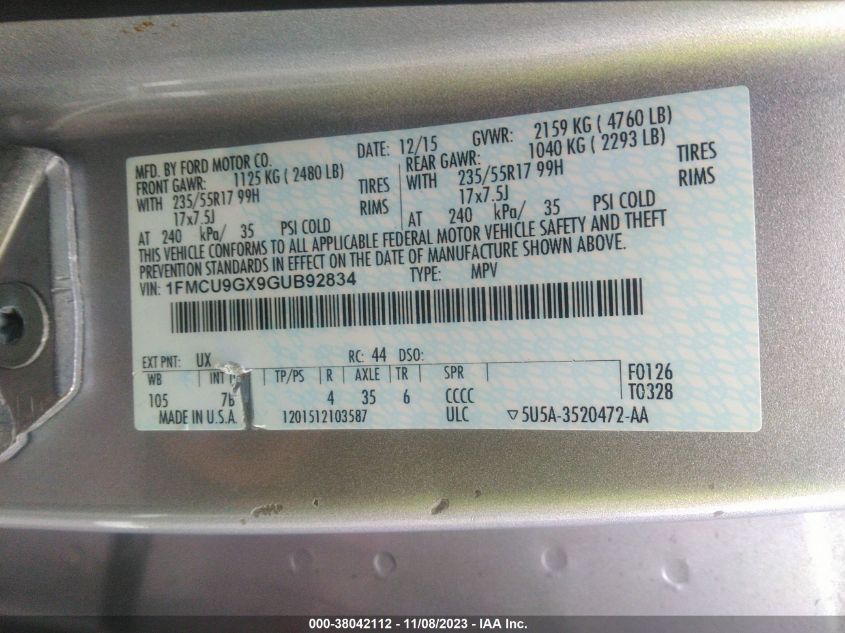 MFD. BY FORD MOTOR CO. DATE: 12/15 GVWR: 2159 KG ( 4760 LB)
FRONT GAWR: 1125 KG ( 2480 LB) REAR GAWR: 1040 KG ( 2293 LB)
WITH 235/55R17 99H TIRES WITH 235/55R17 99H TIRES
17x7.5J RIMS 17x7.5J RIMS
AT 240 kPa/ 35 PSI COLD AT 240 kPa/ 35 PSI COLD
THIS VEHICLE CONFORMS TO ALL APPLICABLE FEDERAL MOTOR VEHICLE SAFETY AND THEFT
PREVENTION STANDARDS IN EFFECT ON THE DATE OF MANUFACTURE SHOWN ABOVE.
VIN: 1FMCU9GX9GUB92834 TYPE: MPV
EXT PNT: UX RC: 44 DSO:
WB INT TP/PS R AXLE TR SPR F0126
105 7B 4 35 6 CCCC T0328
MADE IN U.S.A. 1201512103587 ULC ▽5U5A-3520472-AA
000-38042112 - 11/08/2023 - IAA Inc.